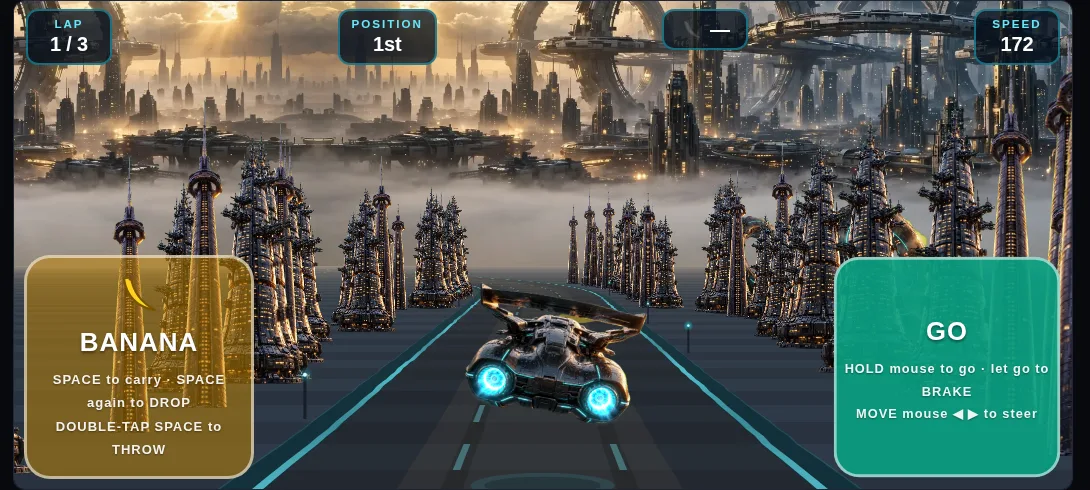 LAP
1 / 3
POSITION
1st
—
SPEED
172
BANANA
SPACE to carry · SPACE
again to DROP
DOUBLE-TAP SPACE to
THROW
GO
HOLD mouse to go · let go to
BRAKE
MOVE mouse ◀ ▶ to steer